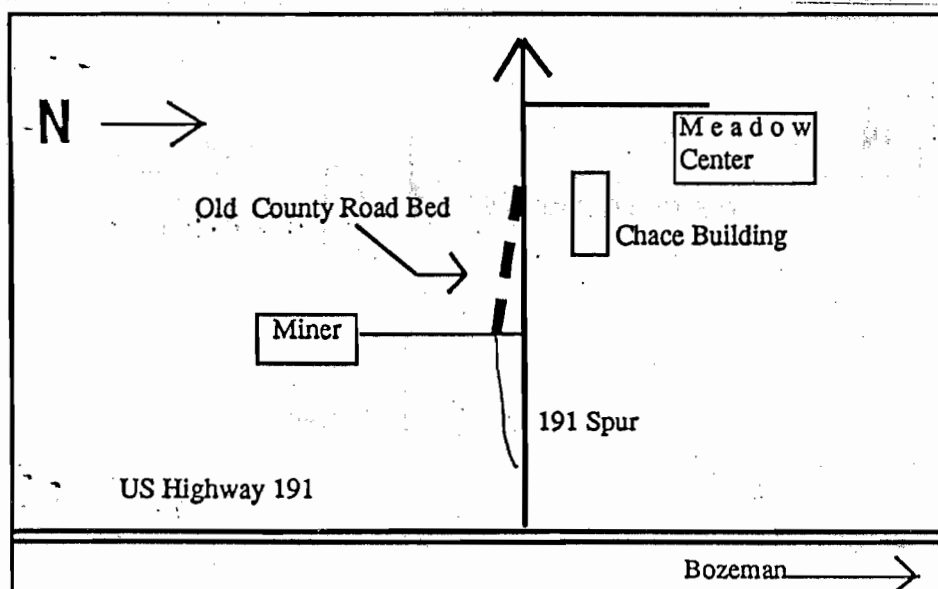 N
Meadow
Center
Old County Road Bed
Chace Building
Miner
191 Spur
US Highway 191
Bozeman